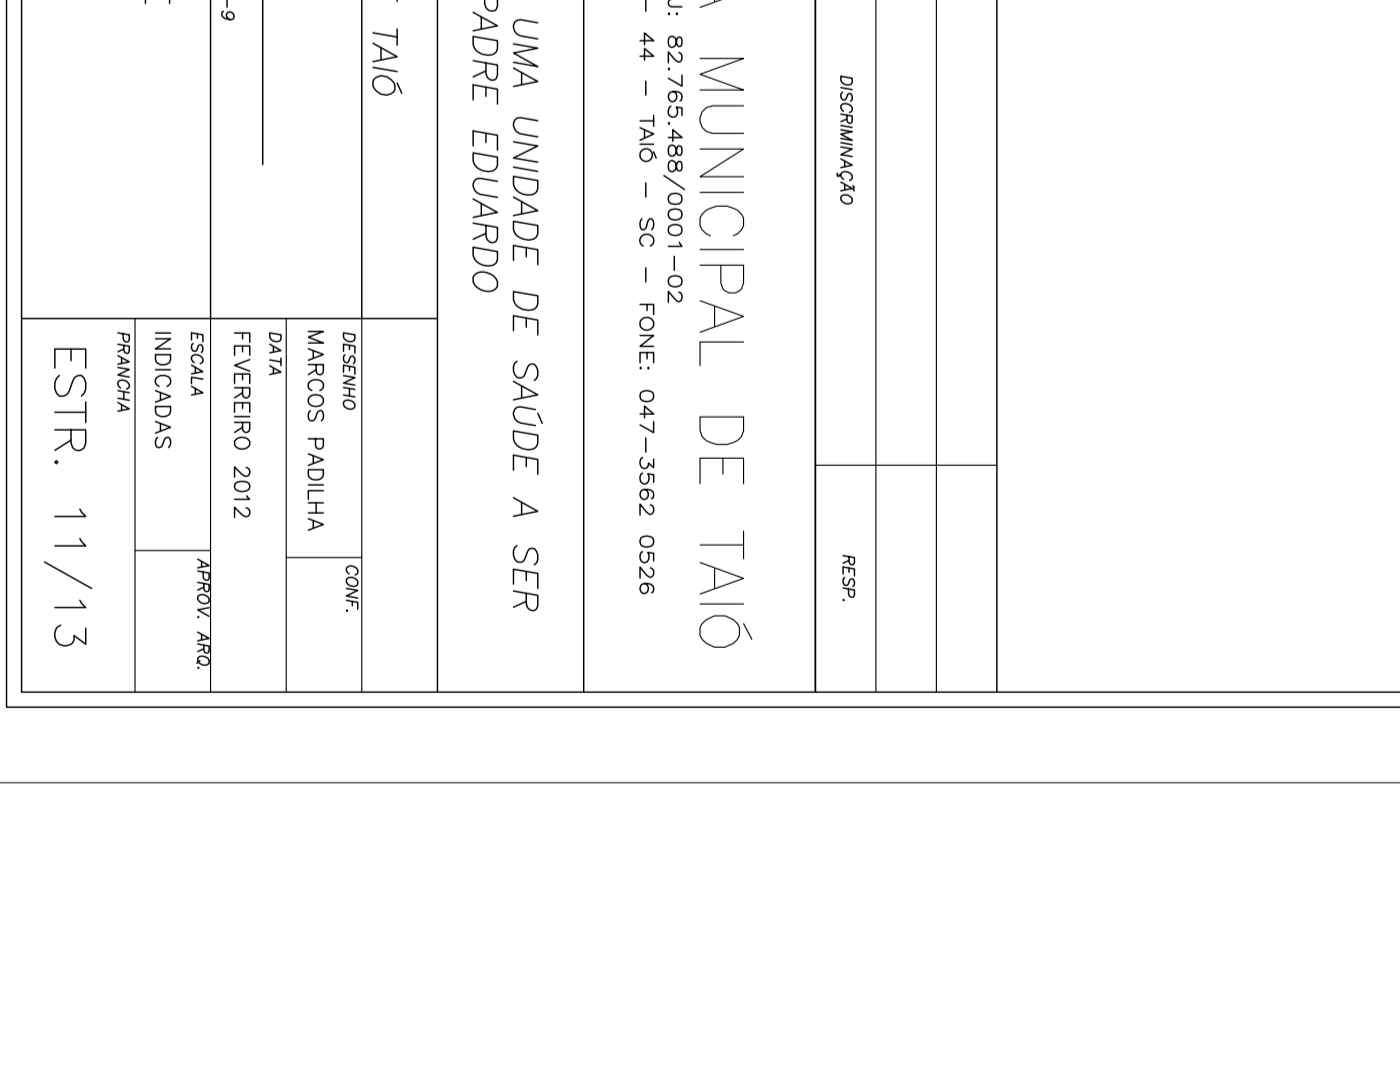 DISCRIMINAÇÃO
RESP.
MUNICIPAL DE TAIÓ
82.765.488/0001-02
- 44 - TAIÓ - SC - FONE: 047-3562 0526
UMA UNIDADE DE SAÚDE A SER
PADRE EDUARDO
TAIÓ
DESENHO
MARCOS PADILHA
CONF.
DATA
FEVEREIRO 2012
-9
ESCALA
INDICADAS
APROV. ARQ.
PRANCHA
ESTR. 11/13